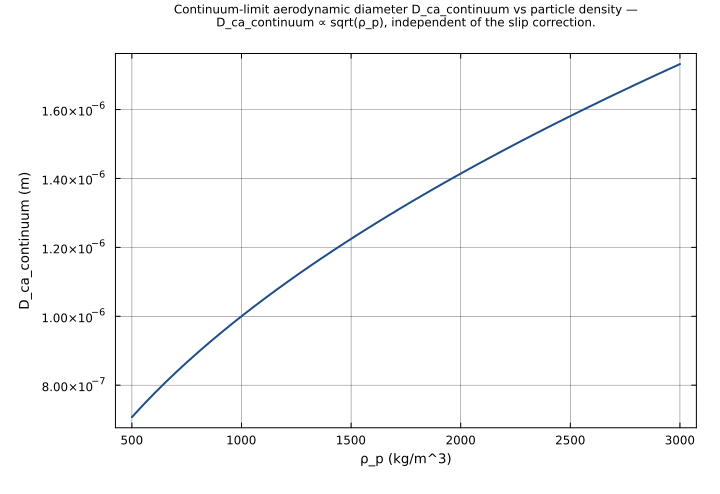 Continuum-limit aerodynamic diameter D_ca_continuum vs particle density —
D_ca_continuum ∝ sqrt(ρ_p), independent of the slip correction.
D_ca_continuum (m)
1.60×10⁻⁶
1.40×10⁻⁶
1.20×10⁻⁶
1.00×10⁻⁶
8.00×10⁻⁷
500 1000 1500 2000 2500 3000
ρ_p (kg/m^3)